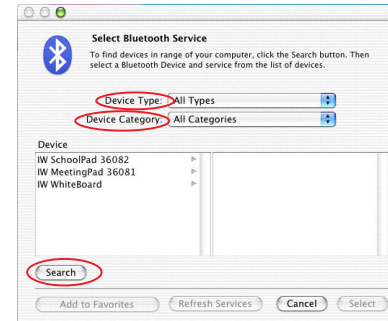 Select Bluetooth Service
To find devices in range of your computer, click the Search button. Then
select a Bluetooth Device and service from the list of devices.
Device Type: All Types
Device Category: All Categories
Device
IW SchoolPad 36082
IW MeetingPad 36081
IW WhiteBoard
Search
Add to Favorites Refresh Services Cancel Select